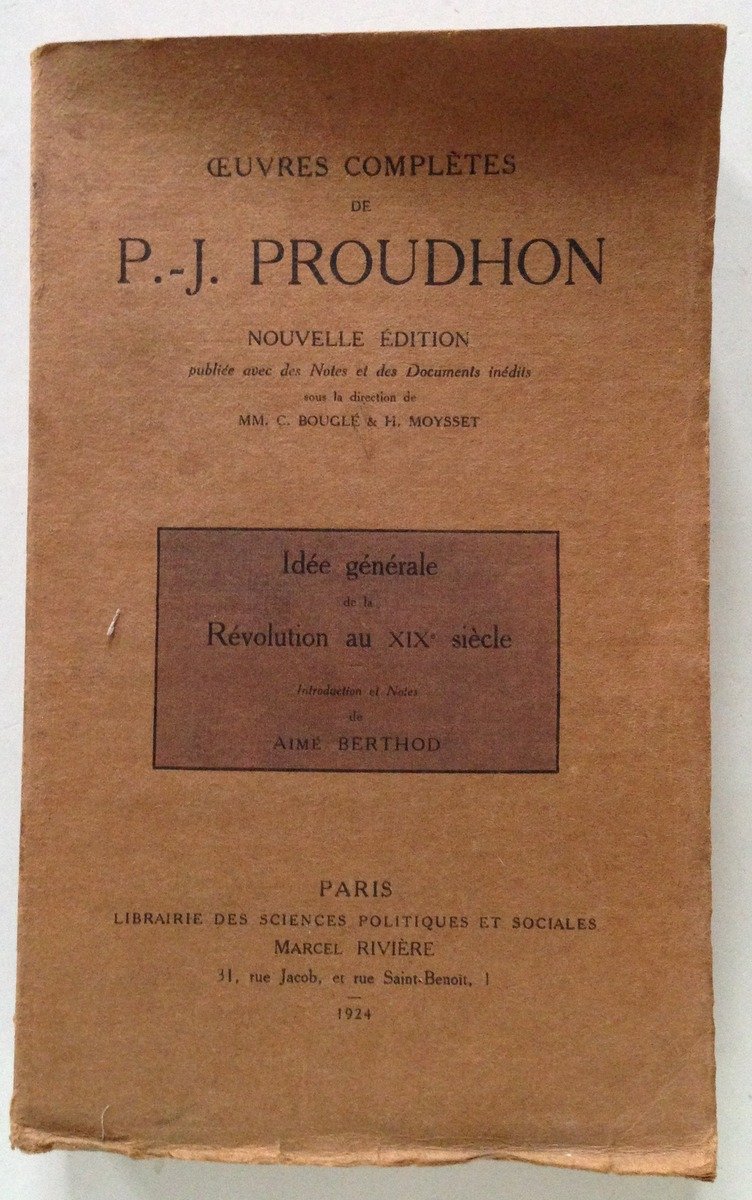 ŒUVRES COMPLÈTES
DE
P.-J. PROUDHON
NOUVELLE ÉDITION
publiée avec des Notes et des Documents inédits
sous la direction de
MM. C. BOUGLÉ & H. MOYSSET
Idée générale
de la
Révolution au XIXe siècle
Introduction et Notes
de
AIMÉ BERTHOD
PARIS
LIBRAIRIE DES SCIENCES POLITIQUES ET SOCIALES
MARCEL RIVIÈRE
31, rue Jacob, et rue Saint-Benoît, 1
1924